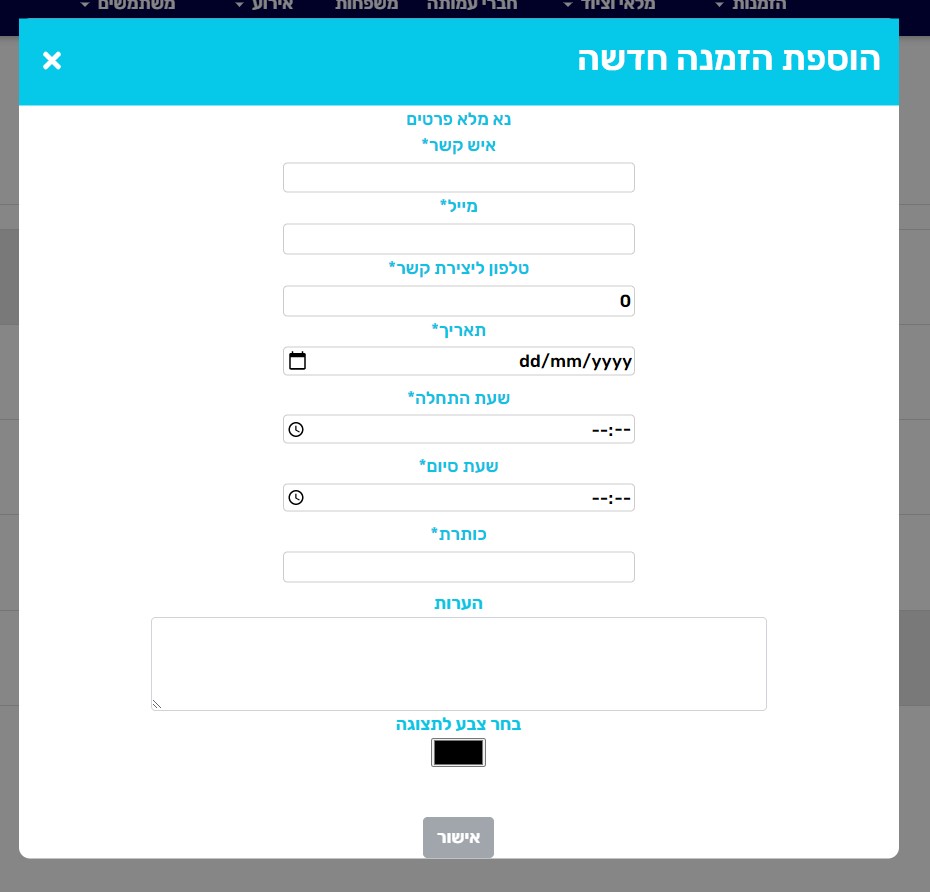 הזמנות מלאי וציוד חברי עמותה משפחות אירוע משתמשים
הוספת הזמנה חדשה
נא מלא פרטים
איש קשר*
מייל*
טלפון ליצירת קשר*
0
תאריך*
dd/mm/yyyy
שעת התחלה*
--:--
שעת סיום*
--:--
כותרת*
הערות
בחר צבע לתצוגה
אישור